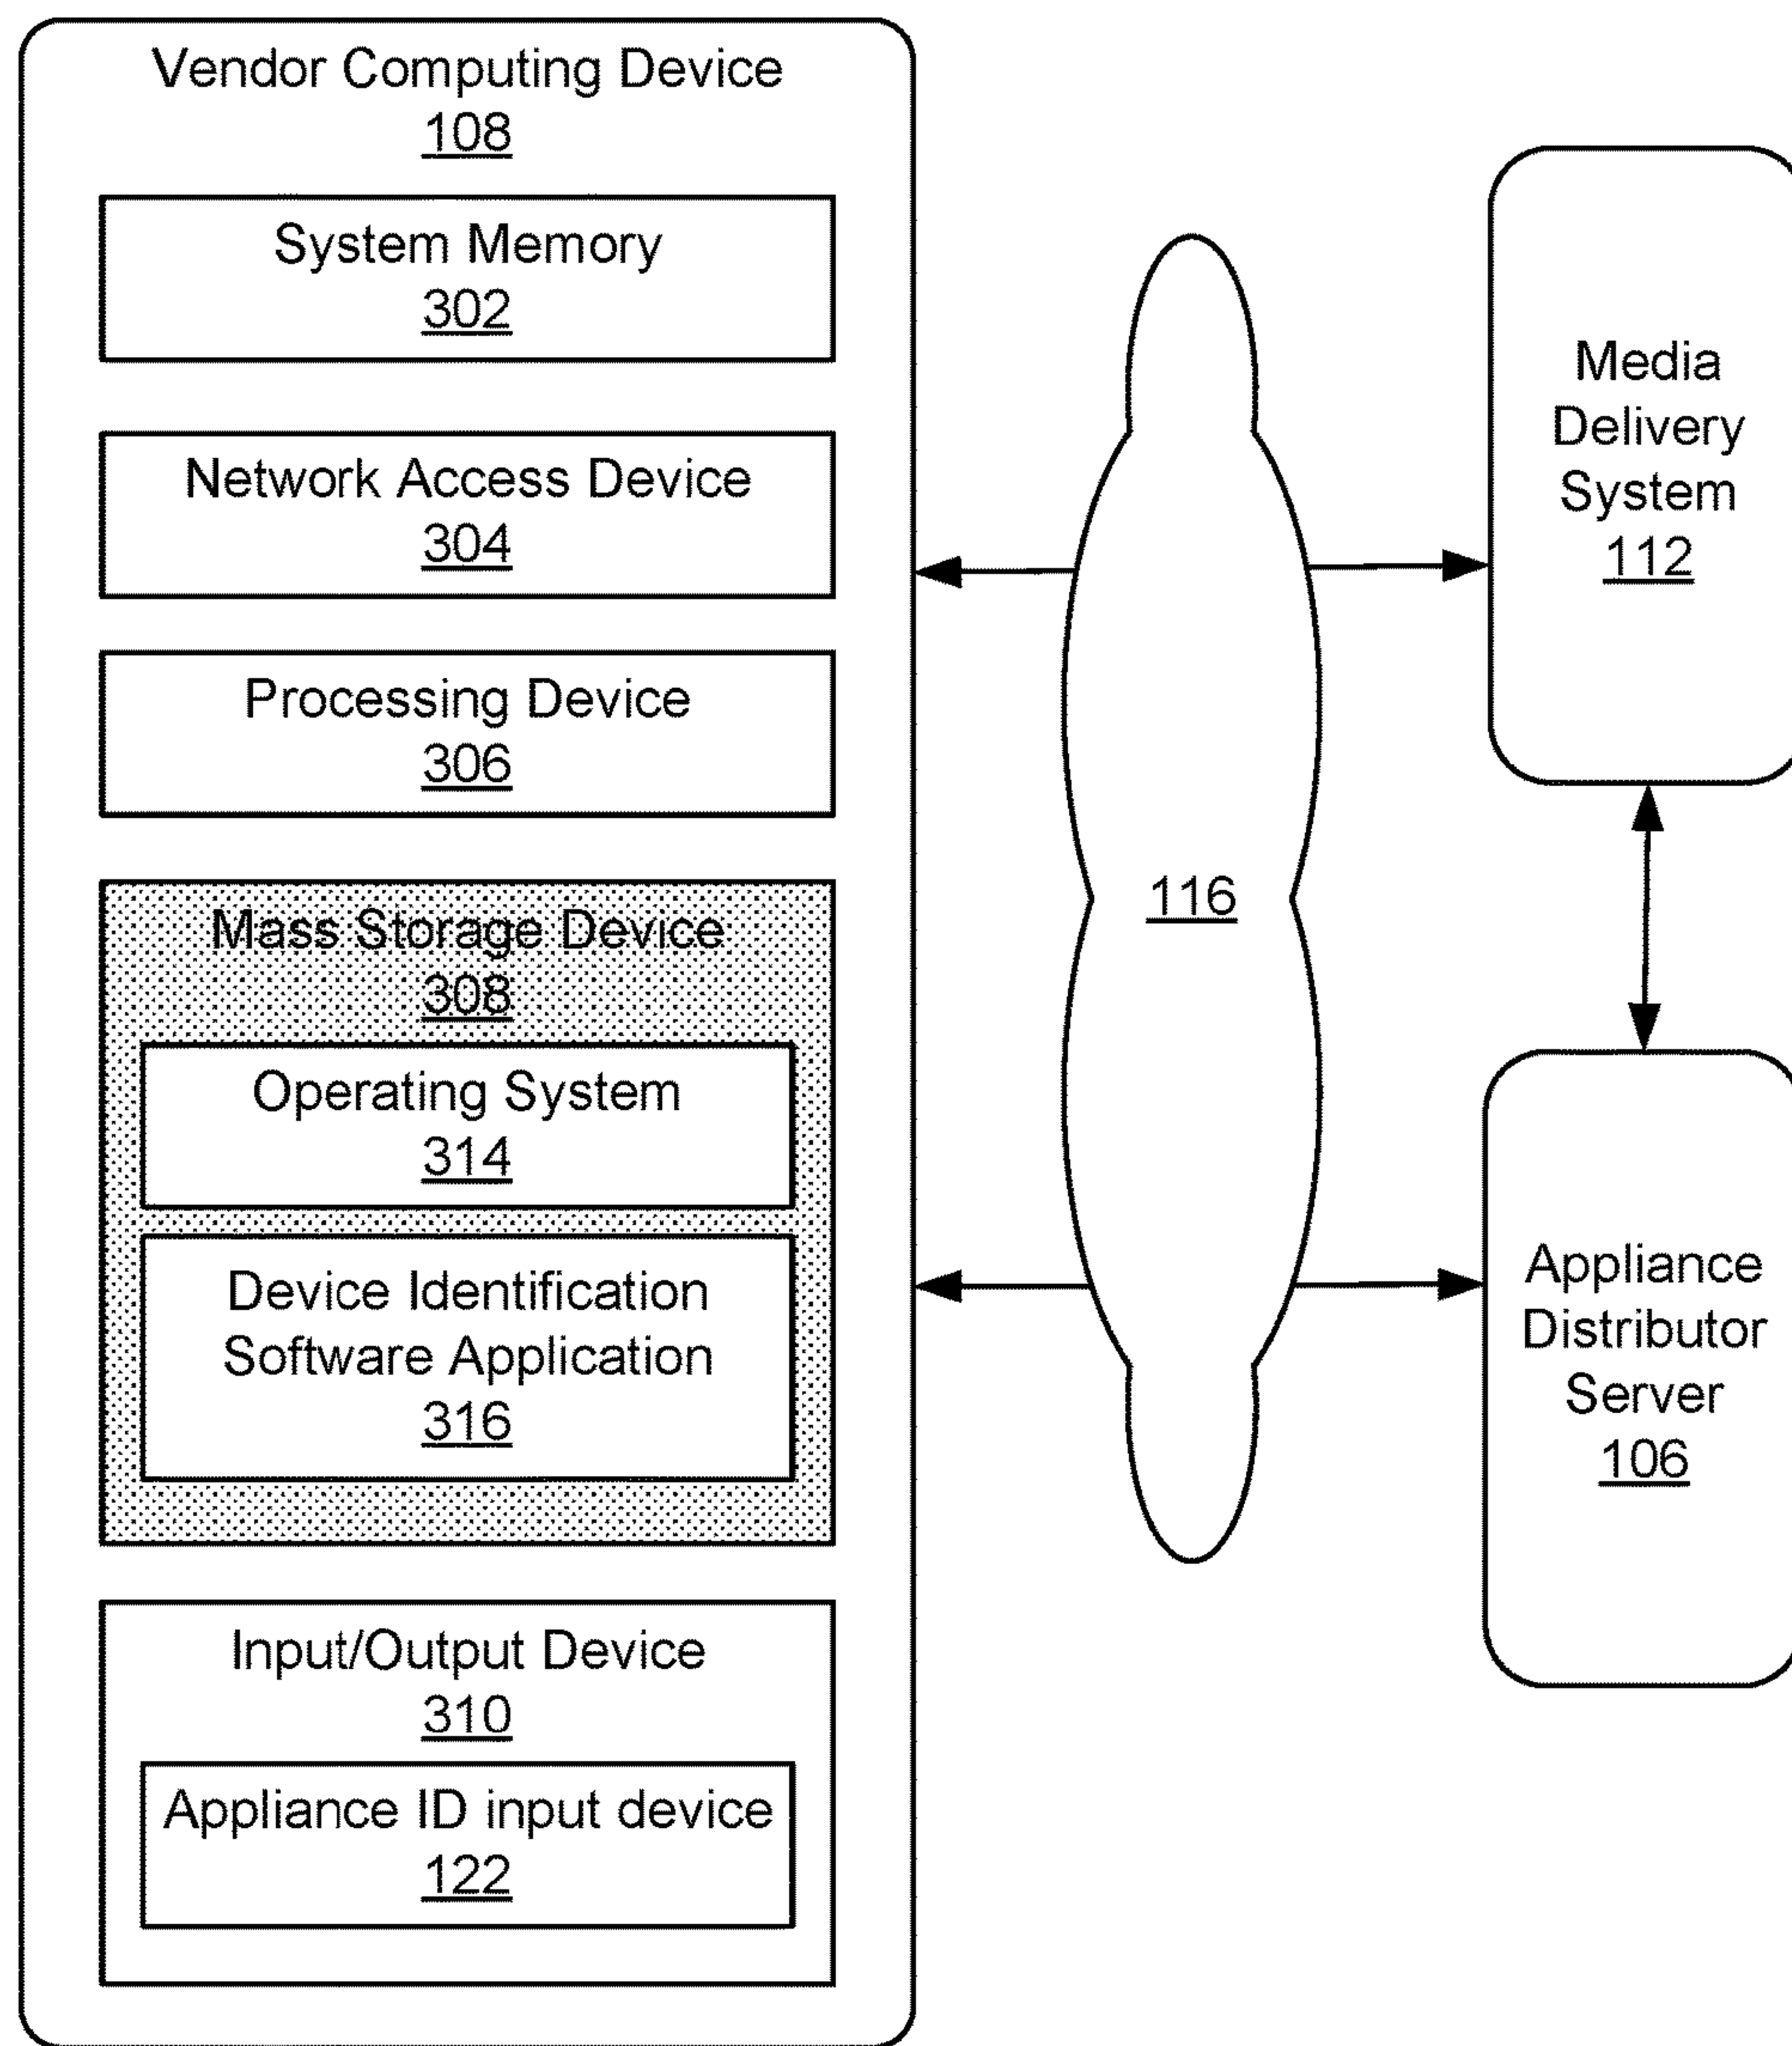 Vendor Computing Device
108
System Memory
302
Network Access Device
304
Processing Device
306
Mass Storage Device
308
Operating System
314
Device Identification
Software Application
316
Input/Output Device
310
Appliance ID input device
122
116
Media
Delivery
System
112
Appliance
Distributor
Server
106